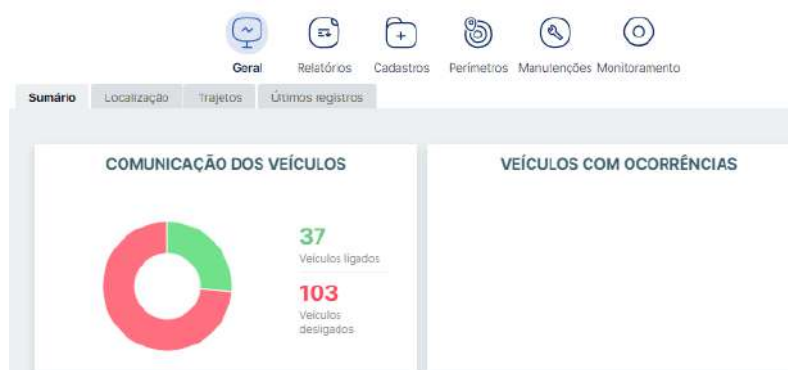 Geral Relatórios Cadastros Perímetros Manutenções Monitoramento
Sumário Localização Trajetos Últimos registros
COMUNICAÇÃO DOS VEÍCULOS
37
Veículos ligados
103
Veículos
desligados
VEÍCULOS COM OCORRÊNCIAS